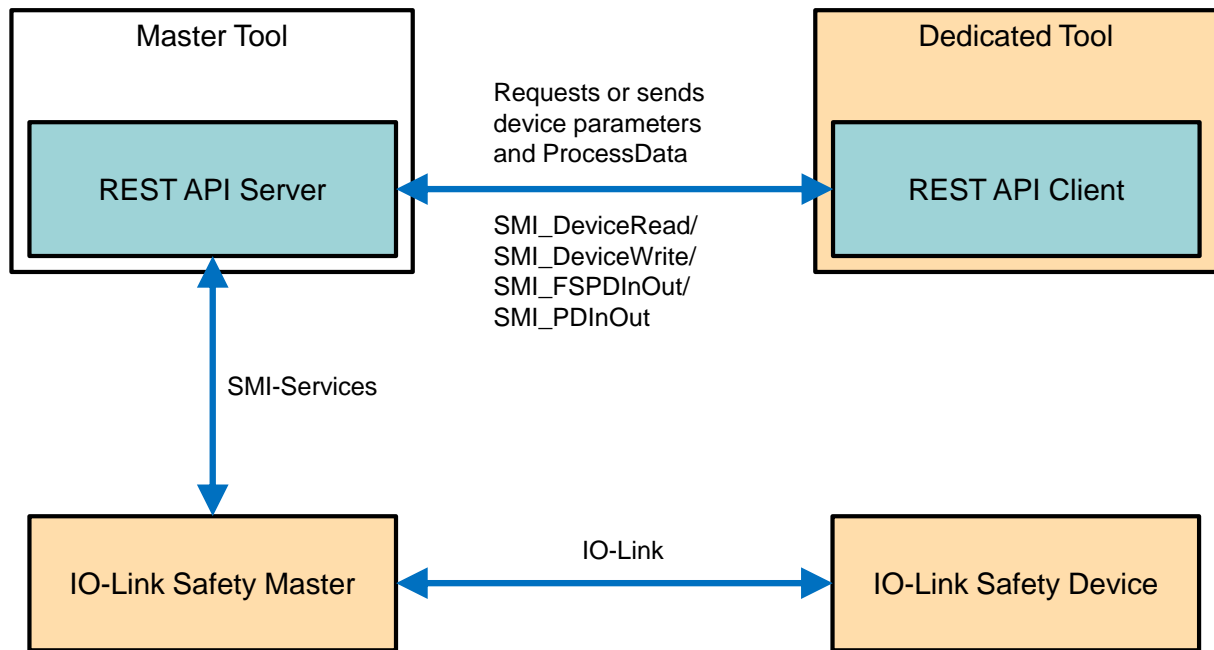 Master Tool
Dedicated Tool
Requests or sends
device parameters
and ProcessData
REST API Server
REST API Client
SMI_DeviceRead/
SMI_DeviceWrite/
SMI_FSPDInOut/
SMI_PDInOut
SMI-Services
IO-Link
IO-Link Safety Master
IO-Link Safety Device